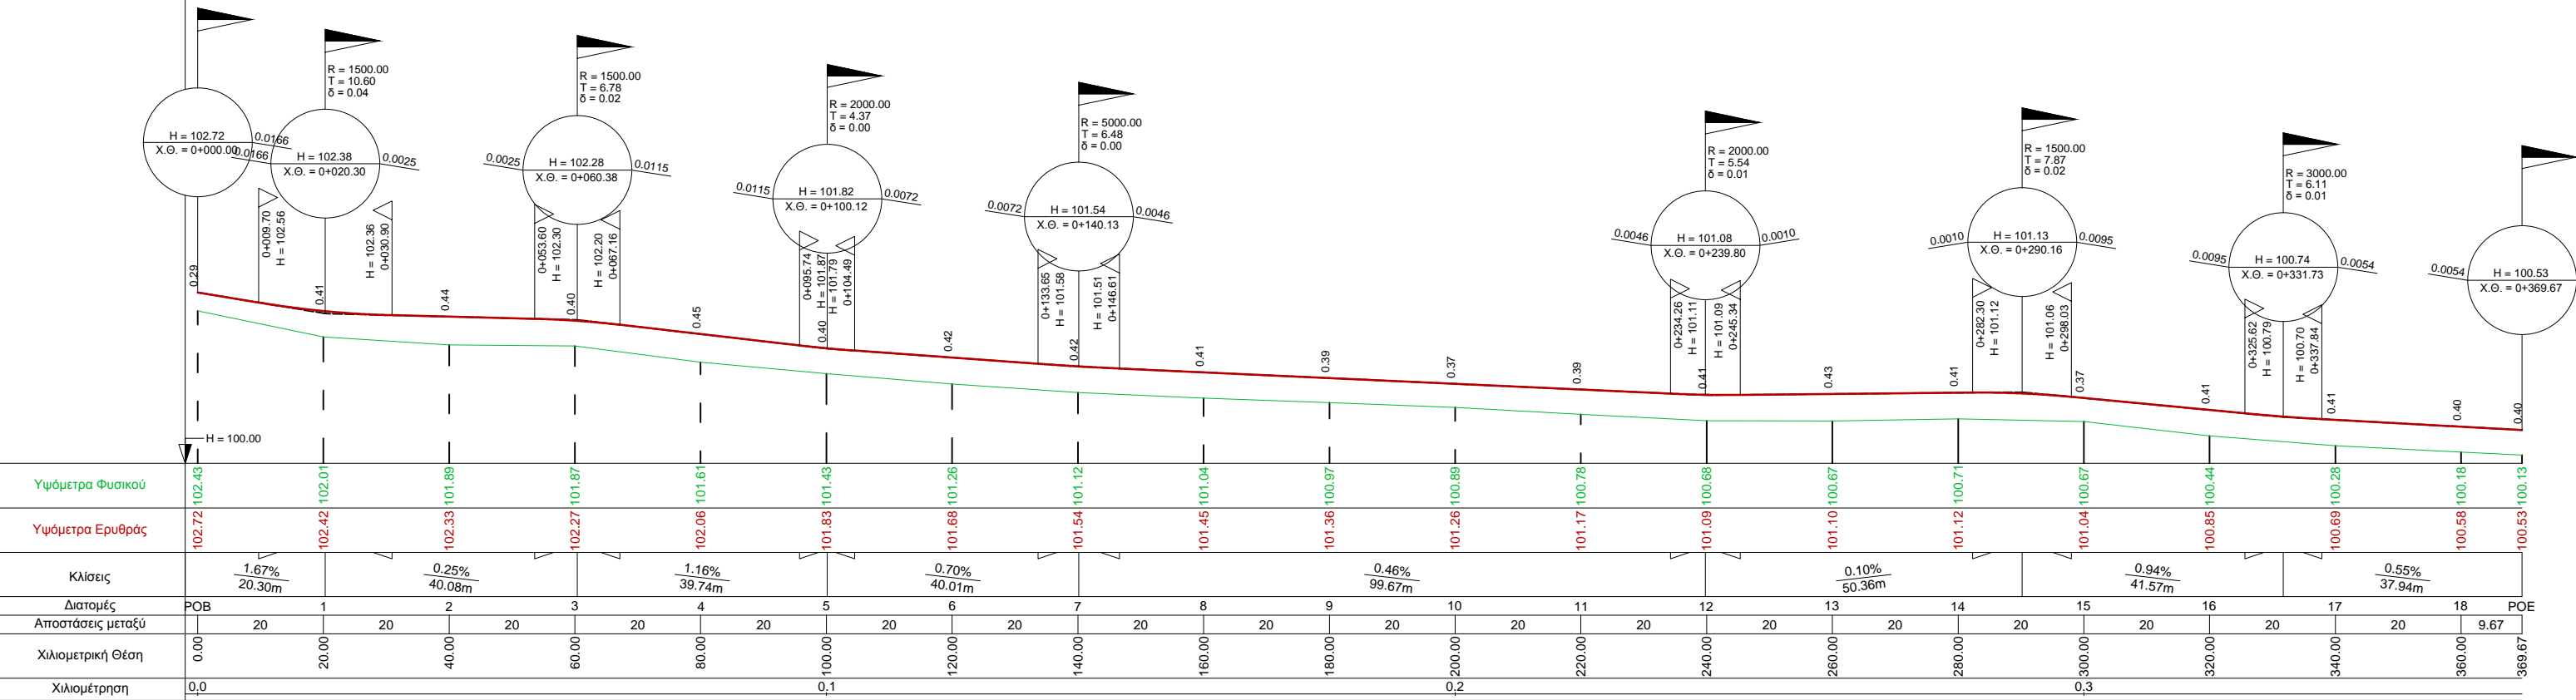 H = 102.72
Χ.Θ. = 0+000.00
0.0166
0.29
R = 1500.00
T = 10.60
δ = 0.04
0.0166
H = 102.38
Χ.Θ. = 0+020.30
0.0025
0+009.70
H = 102.56
H = 102.36
0+030.90
0.41
0.44
R = 1500.00
T = 6.78
δ = 0.02
0.0025
H = 102.28
Χ.Θ. = 0+060.38
0.0115
0+053.60
H = 102.30
H = 102.20
0+067.16
0.40
0.45
R = 2000.00
T = 4.37
δ = 0.00
0.0115
H = 101.82
Χ.Θ. = 0+100.12
0.0072
0+095.74
H = 101.87
H = 101.79
0+104.49
0.40
0.42
R = 5000.00
T = 6.48
δ = 0.00
0.0072
H = 101.54
Χ.Θ. = 0+140.13
0.0046
0+133.65
H = 101.58
H = 101.51
0+146.61
0.42
0.41
0.39
0.37
0.39
R = 2000.00
T = 5.54
δ = 0.01
0.0046
H = 101.08
Χ.Θ. = 0+239.80
0.0010
0+234.26
H = 101.11
H = 101.09
0+245.34
0.41
0.43
0.41
R = 1500.00
T = 7.87
δ = 0.02
0.0010
H = 101.13
Χ.Θ. = 0+290.16
0.0095
0+282.30
H = 101.12
H = 101.06
0+298.03
0.37
0.41
R = 3000.00
T = 6.11
δ = 0.01
0.0095
H = 100.74
Χ.Θ. = 0+331.73
0.0054
0+325.62
H = 100.79
H = 100.70
0+337.84
0.41
0.40
0.0054
H = 100.53
Χ.Θ. = 0+369.67
0.40
H = 100.00
Υψόμετρα Φυσικού 102.43 102.01 101.89 101.87 101.61 101.43 101.26 101.12 101.04 100.97 100.89 100.78 100.68 100.67 100.71 100.67 100.44 100.28 100.18 100.13
Υψόμετρα Ερυθράς 102.72 102.42 102.33 102.27 102.06 101.83 101.68 101.54 101.45 101.36 101.26 101.17 101.09 101.10 101.12 101.04 100.85 100.69 100.58 100.53
Κλίσεις
1.67% 0.25% 1.16% 0.70% 0.46% 0.10% 0.94% 0.55%
20.30m 40.08m 39.74m 40.01m 99.67m 50.36m 41.57m 37.94m
Διατομές POB 1 2 3 4 5 6 7 8 9 10 11 12 13 14 15 16 17 18 POE
Αποστάσεις μεταξύ 20 20 20 20 20 20 20 20 20 20 20 20 20 20 20 20 20 20 9.67
Χιλιομετρική Θέση 0.00 20.00 40.00 60.00 80.00 100.00 120.00 140.00 160.00 180.00 200.00 220.00 240.00 260.00 280.00 300.00 320.00 340.00 360.00 369.67
Χιλιομέτρηση 0.0 0.1 0.2 0.3